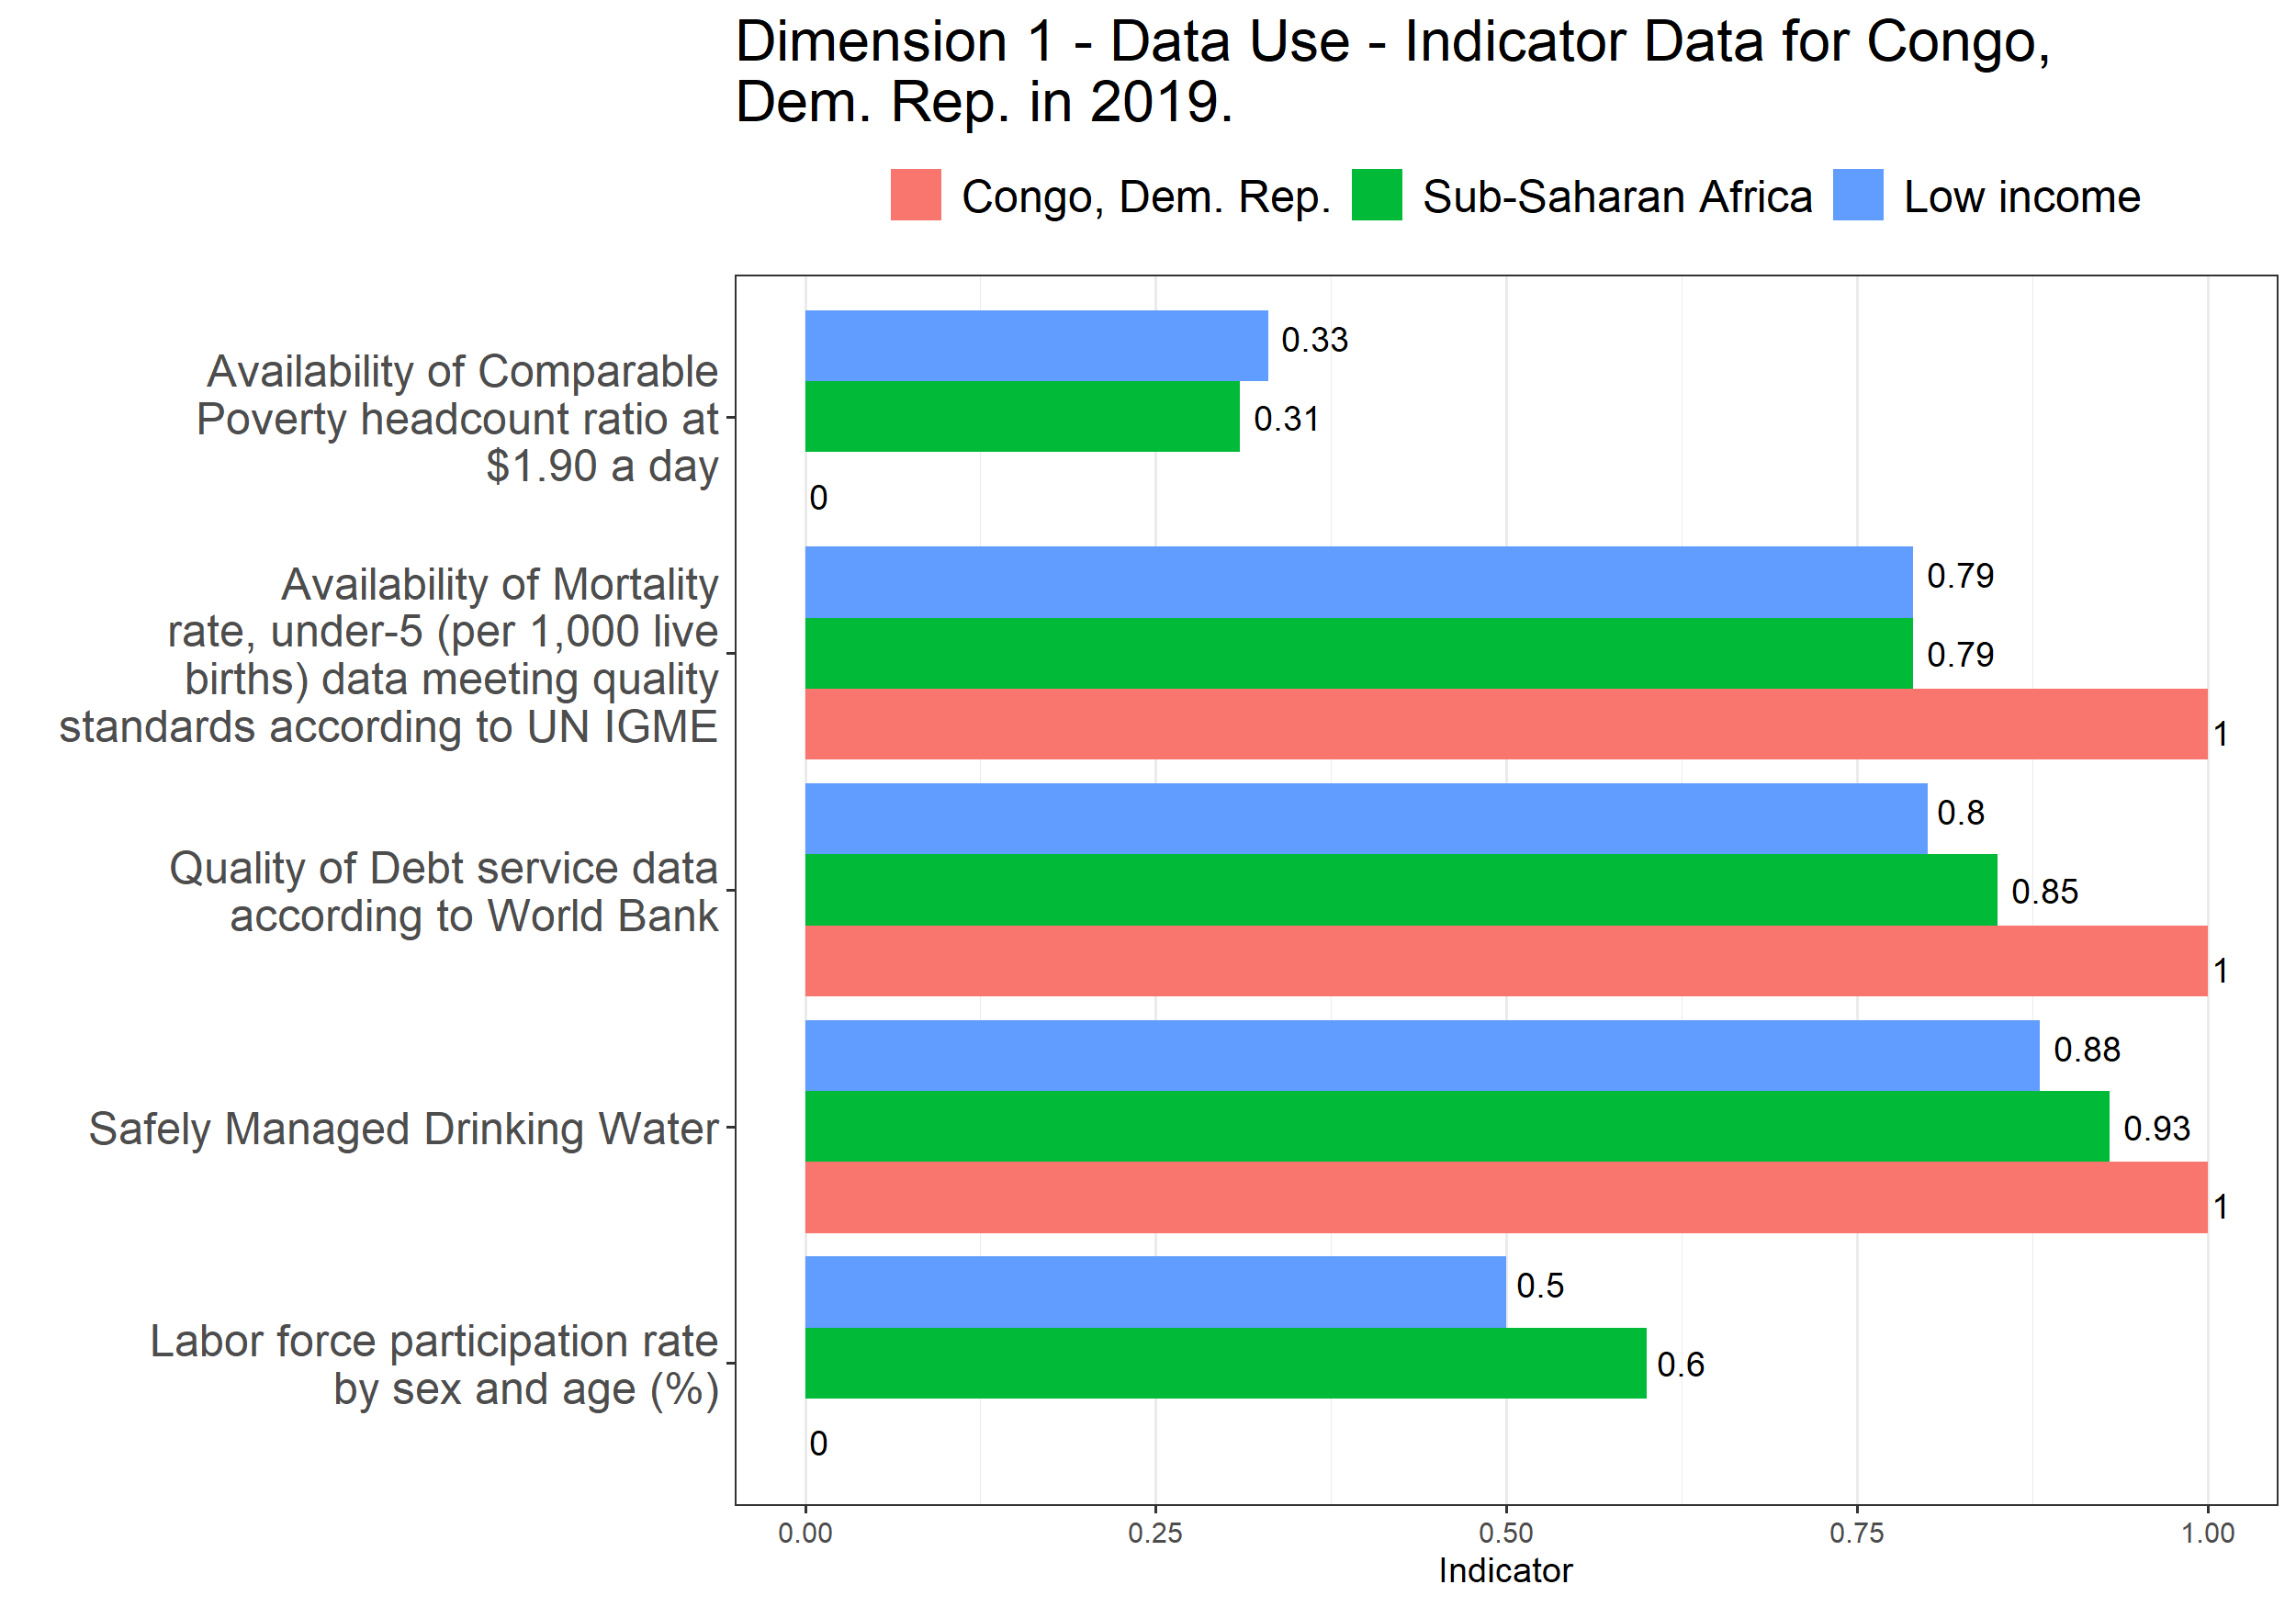 Dimension 1 - Data Use - Indicator Data for Congo,
Dem. Rep. in 2019.
Congo, Dem. Rep.
Sub-Saharan Africa
Low income
Availability of Comparable
Poverty headcount ratio at
$1.90 a day
0.33
0.31
0
Availability of Mortality
rate, under-5 (per 1,000 live
births) data meeting quality
standards according to UN IGME
0.79
0.79
1
Quality of Debt service data
according to World Bank
0.8
0.85
1
Safely Managed Drinking Water
0.88
0.93
1
Labor force participation rate
by sex and age (%)
0.5
0.6
0
0.00
0.25
0.50
0.75
1.00
Indicator